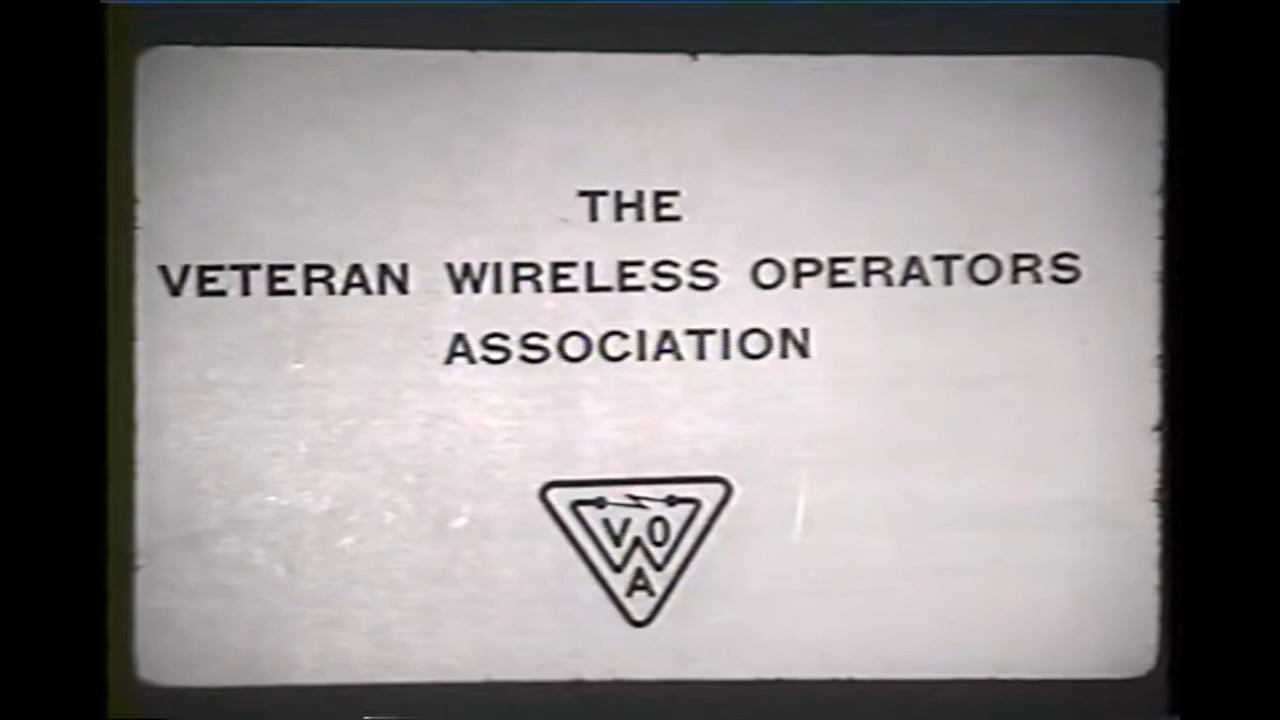 THE
VETERAN WIRELESS OPERATORS
ASSOCIATION
V O
W
A